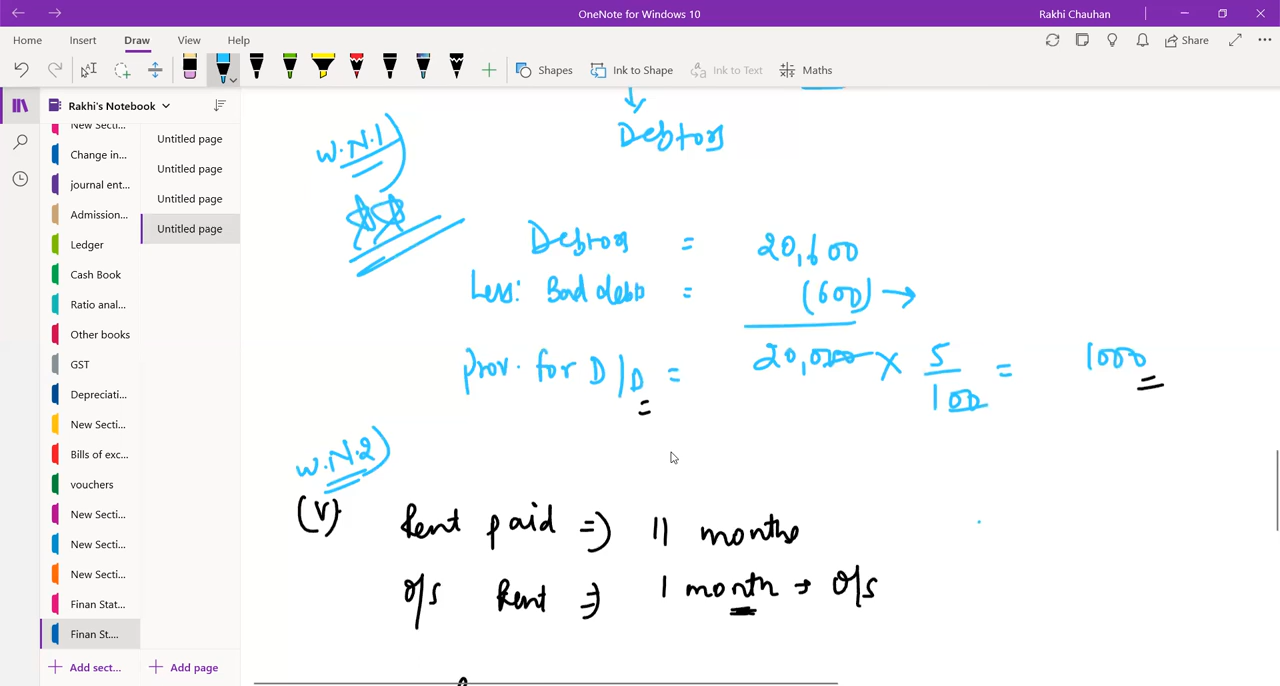 OneNote for Windows 10
Rakhi Chauhan
Home Insert Draw View Help
Share
Shapes Ink to Shape Ink to Text Maths
Rakhi's Notebook
New Secti...
Change in...
journal ent...
Admission...
Ledger
Cash Book
Ratio anal...
Other books
GST
Depreciati...
New Secti...
Bills of exc...
vouchers
New Secti...
New Secti...
New Secti...
Finan Stat...
Finan St....
Add sect...
Untitled page
Untitled page
Untitled page
Untitled page
Add page
Debtors
W.N.1)
Debtors = 20,600
Less: Bad debts = (600) →
Prov. for D/D = 20,000 × 5/100 = 1000
W.N.2)
(V) Rent paid => 11 months
O/s Rent => 1 month → O/s